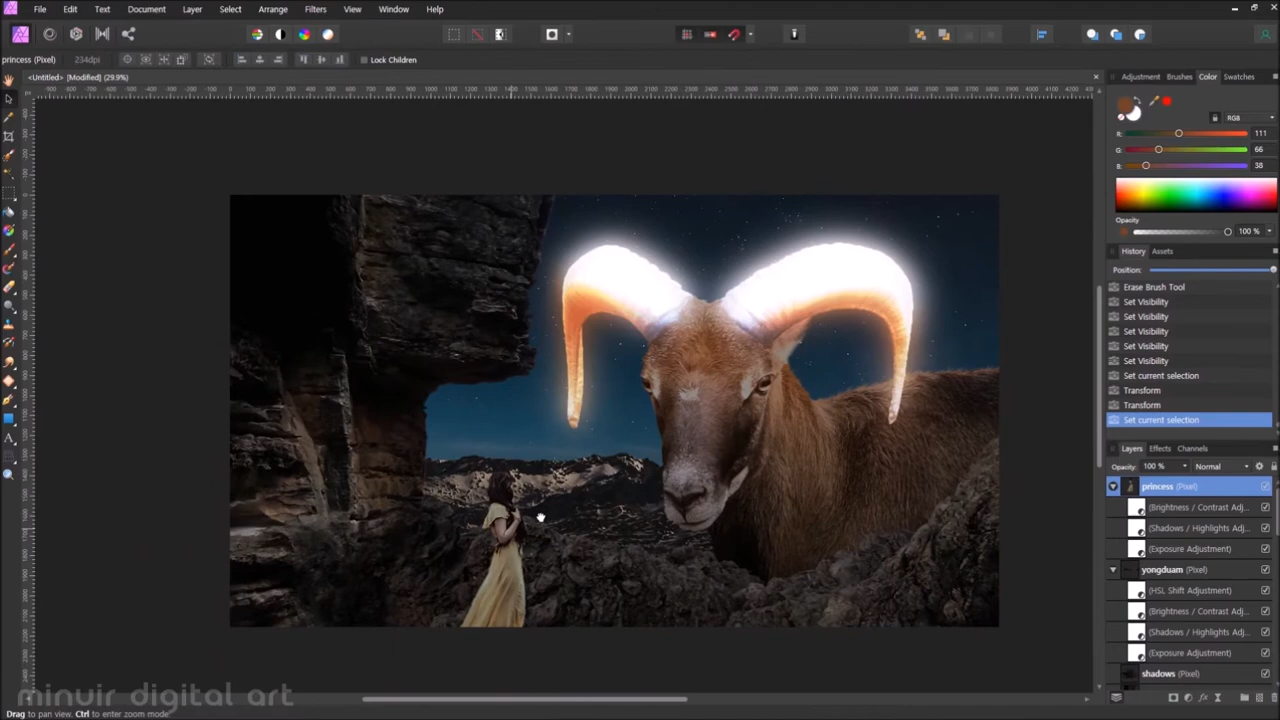 File Edit Text Document Layer Select Arrange Filters View Window Help
princess (Pixel) 234dpi Lock Children
<Untitled> [Modified] (29.9%)
Adjustment Brushes Color Swatches
RGB
R: 111
G: 66
B: 38
Opacity
100 %
History Assets
Position:
Erase Brush Tool
Set Visibility
Set Visibility
Set Visibility
Set Visibility
Set Visibility
Set current selection
Transform
Transform
Set current selection
Layers Effects Channels
Opacity: 100 % Normal
princess (Pixel)
(Brightness / Contrast Adj...
(Shadows / Highlights Adj...
(Exposure Adjustment)
yongduam (Pixel)
(HSL Shift Adjustment)
(Brightness / Contrast Adj...
(Shadows / Highlights Adj...
(Exposure Adjustment)
shadows (Pixel)
minuir digital art
Drag to pan view. Ctrl to enter zoom mode.